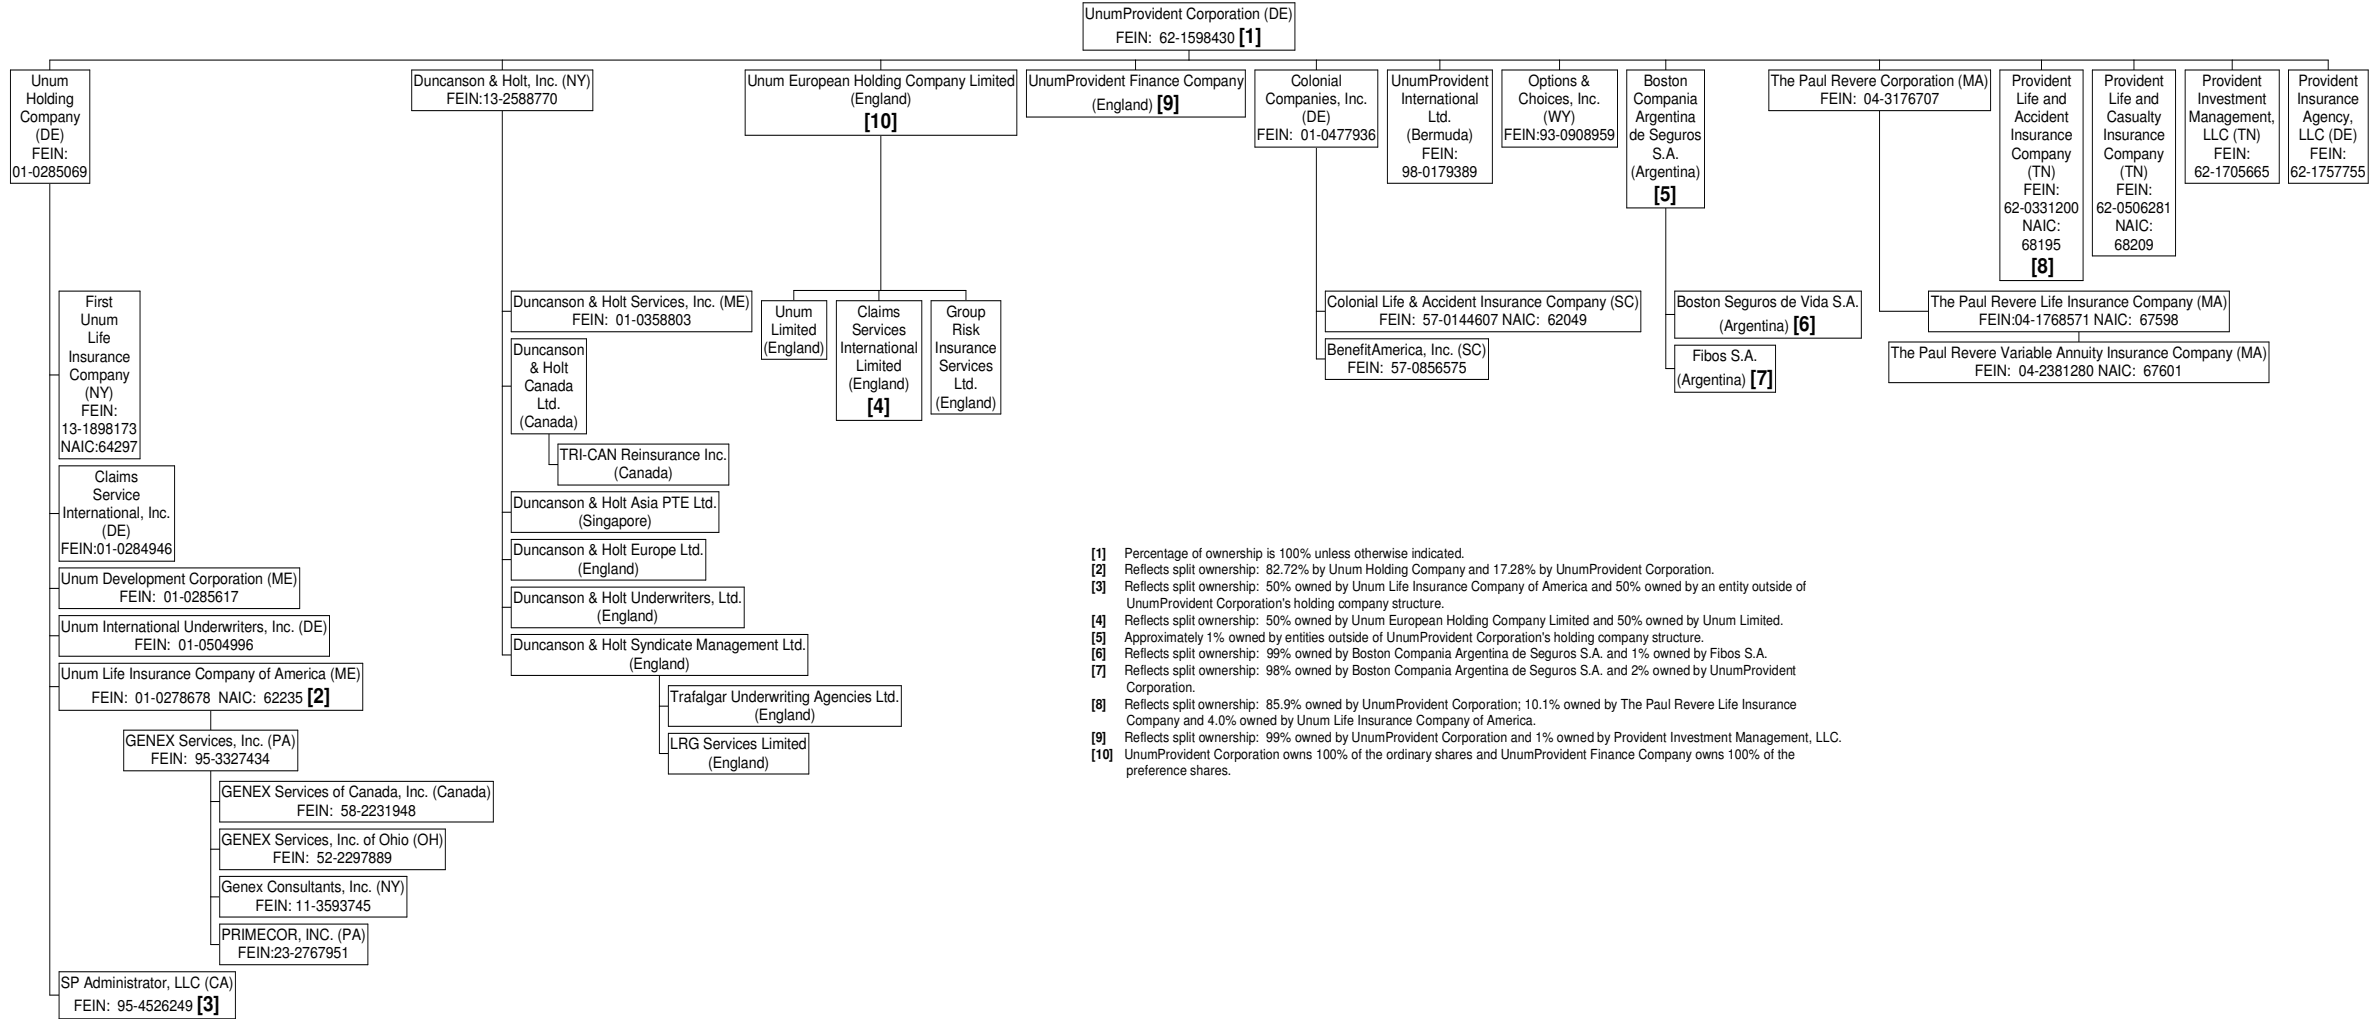 UnumProvident Corporation (DE)
FEIN: 62-1598430 [1]
Unum
Holding
Company
(DE)
FEIN:
01-0285069
Duncanson & Holt, Inc. (NY)
FEIN:13-2588770
Unum European Holding Company Limited
(England)
[10]
UnumProvident Finance Company
(England) [9]
Colonial
Companies, Inc.
(DE)
FEIN: 01-0477936
UnumProvident
International
Ltd.
(Bermuda)
FEIN:
98-0179389
Options &
Choices, Inc.
(WY)
FEIN:93-0908959
Boston
Compania
Argentina
de Seguros
S.A.
(Argentina)
[5]
The Paul Revere Corporation (MA)
FEIN: 04-3176707
Provident
Life and
Accident
Insurance
Company
(TN)
FEIN:
62-0331200
NAIC:
68195
[8]
Provident
Life and
Casualty
Insurance
Company
(TN)
FEIN:
62-0506281
NAIC:
68209
Provident
Investment
Management,
LLC (TN)
FEIN:
62-1705665
Provident
Insurance
Agency,
LLC (DE)
FEIN:
62-1757755
First
Unum
Life
Insurance
Company
(NY)
FEIN:
13-1898173
NAIC:64297
Claims
Service
International, Inc.
(DE)
FEIN:01-0284946
Unum Development Corporation (ME)
FEIN: 01-0285617
Unum International Underwriters, Inc. (DE)
FEIN: 01-0504996
Unum Life Insurance Company of America (ME)
FEIN: 01-0278678 NAIC: 62235 [2]
GENEX Services, Inc. (PA)
FEIN: 95-3327434
GENEX Services of Canada, Inc. (Canada)
FEIN: 58-2231948
GENEX Services, Inc. of Ohio (OH)
FEIN: 52-2297889
Genex Consultants, Inc. (NY)
FEIN: 11-3593745
PRIMECOR, INC. (PA)
FEIN:23-2767951
SP Administrator, LLC (CA)
FEIN: 95-4526249 [3]
Duncanson & Holt Services, Inc. (ME)
FEIN: 01-0358803
Duncanson
& Holt
Canada
Ltd.
(Canada)
TRI-CAN Reinsurance Inc.
(Canada)
Duncanson & Holt Asia PTE Ltd.
(Singapore)
Duncanson & Holt Europe Ltd.
(England)
Duncanson & Holt Underwriters, Ltd.
(England)
Duncanson & Holt Syndicate Management Ltd.
(England)
Trafalgar Underwriting Agencies Ltd.
(England)
LRG Services Limited
(England)
Unum
Limited
(England)
Claims
Services
International
Limited
(England)
[4]
Group
Risk
Insurance
Services
Ltd.
(England)
Colonial Life & Accident Insurance Company (SC)
FEIN: 57-0144607 NAIC: 62049
BenefitAmerica, Inc. (SC)
FEIN: 57-0856575
Boston Seguros de Vida S.A.
(Argentina) [6]
Fibos S.A.
(Argentina) [7]
The Paul Revere Life Insurance Company (MA)
FEIN:04-1768571 NAIC: 67598
The Paul Revere Variable Annuity Insurance Company (MA)
FEIN: 04-2381280 NAIC: 67601
[1] Percentage of ownership is 100% unless otherwise indicated.
[2] Reflects split ownership: 82.72% by Unum Holding Company and 17.28% by UnumProvident Corporation.
[3] Reflects split ownership: 50% owned by Unum Life Insurance Company of America and 50% owned by an entity outside of
UnumProvident Corporation's holding company structure.
[4] Reflects split ownership: 50% owned by Unum European Holding Company Limited and 50% owned by Unum Limited.
[5] Approximately 1% owned by entities outside of UnumProvident Corporation's holding company structure.
[6] Reflects split ownership: 99% owned by Boston Compania Argentina de Seguros S.A. and 1% owned by Fibos S.A.
[7] Reflects split ownership: 98% owned by Boston Compania Argentina de Seguros S.A. and 2% owned by UnumProvident
Corporation.
[8] Reflects split ownership: 85.9% owned by UnumProvident Corporation; 10.1% owned by The Paul Revere Life Insurance
Company and 4.0% owned by Unum Life Insurance Company of America.
[9] Reflects split ownership: 99% owned by UnumProvident Corporation and 1% owned by Provident Investment Management, LLC.
[10] UnumProvident Corporation owns 100% of the ordinary shares and UnumProvident Finance Company owns 100% of the
preference shares.